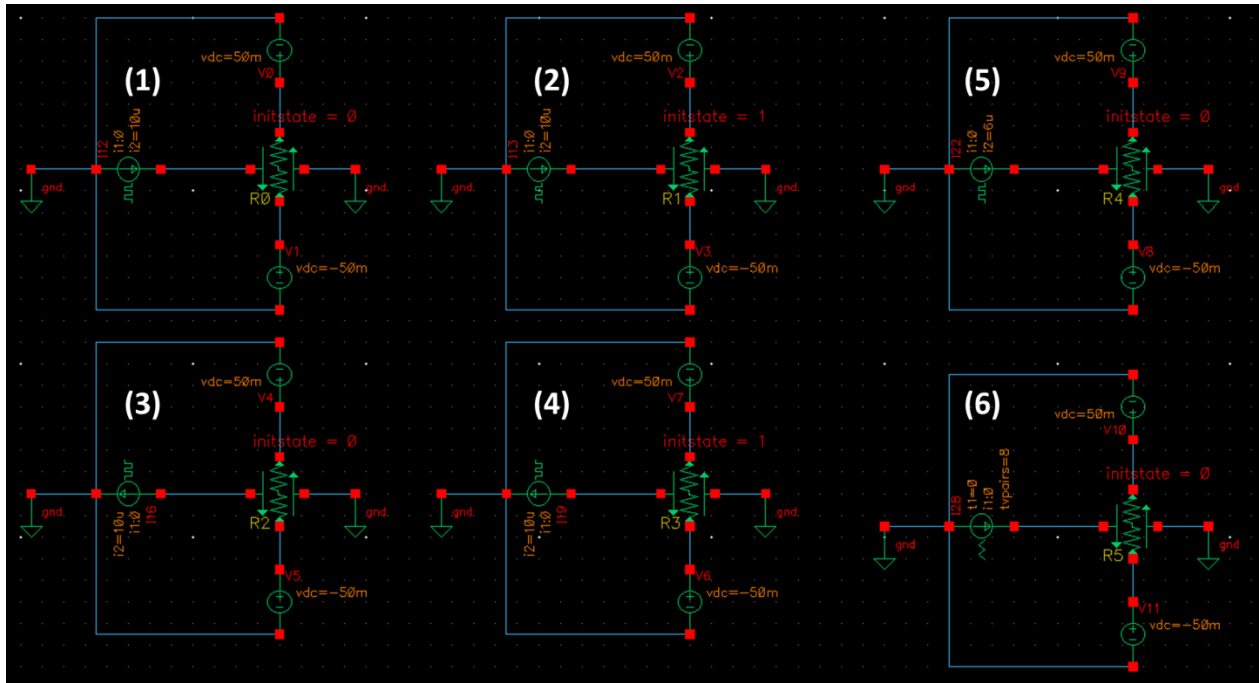 (1)
vdc=50m
V0
initstate = 0
I12
i1:0
i2=10u
gnd
R0
gnd
V1
vdc=-50m
(2)
vdc=50m
V2
initstate = 1
I13
i1:0
i2=10u
gnd
R1
gnd
V3
vdc=-50m
(5)
vdc=50m
V9
initstate = 0
I22
i1:0
i2=6u
gnd
R4
gnd
V8
vdc=-50m
(3)
vdc=50m
V4
initstate = 0
gnd
i2=10u
i1:0
I16
R2
gnd
V5
vdc=-50m
(4)
vdc=50m
V7
initstate = 1
gnd
i2=10u
i1:0
I19
R3
gnd
V6
vdc=-50m
(6)
vdc=50m
V10
initstate = 0
I28
t1=0
i1:0
tvpairs=8
gnd
R5
gnd
V11
vdc=-50m